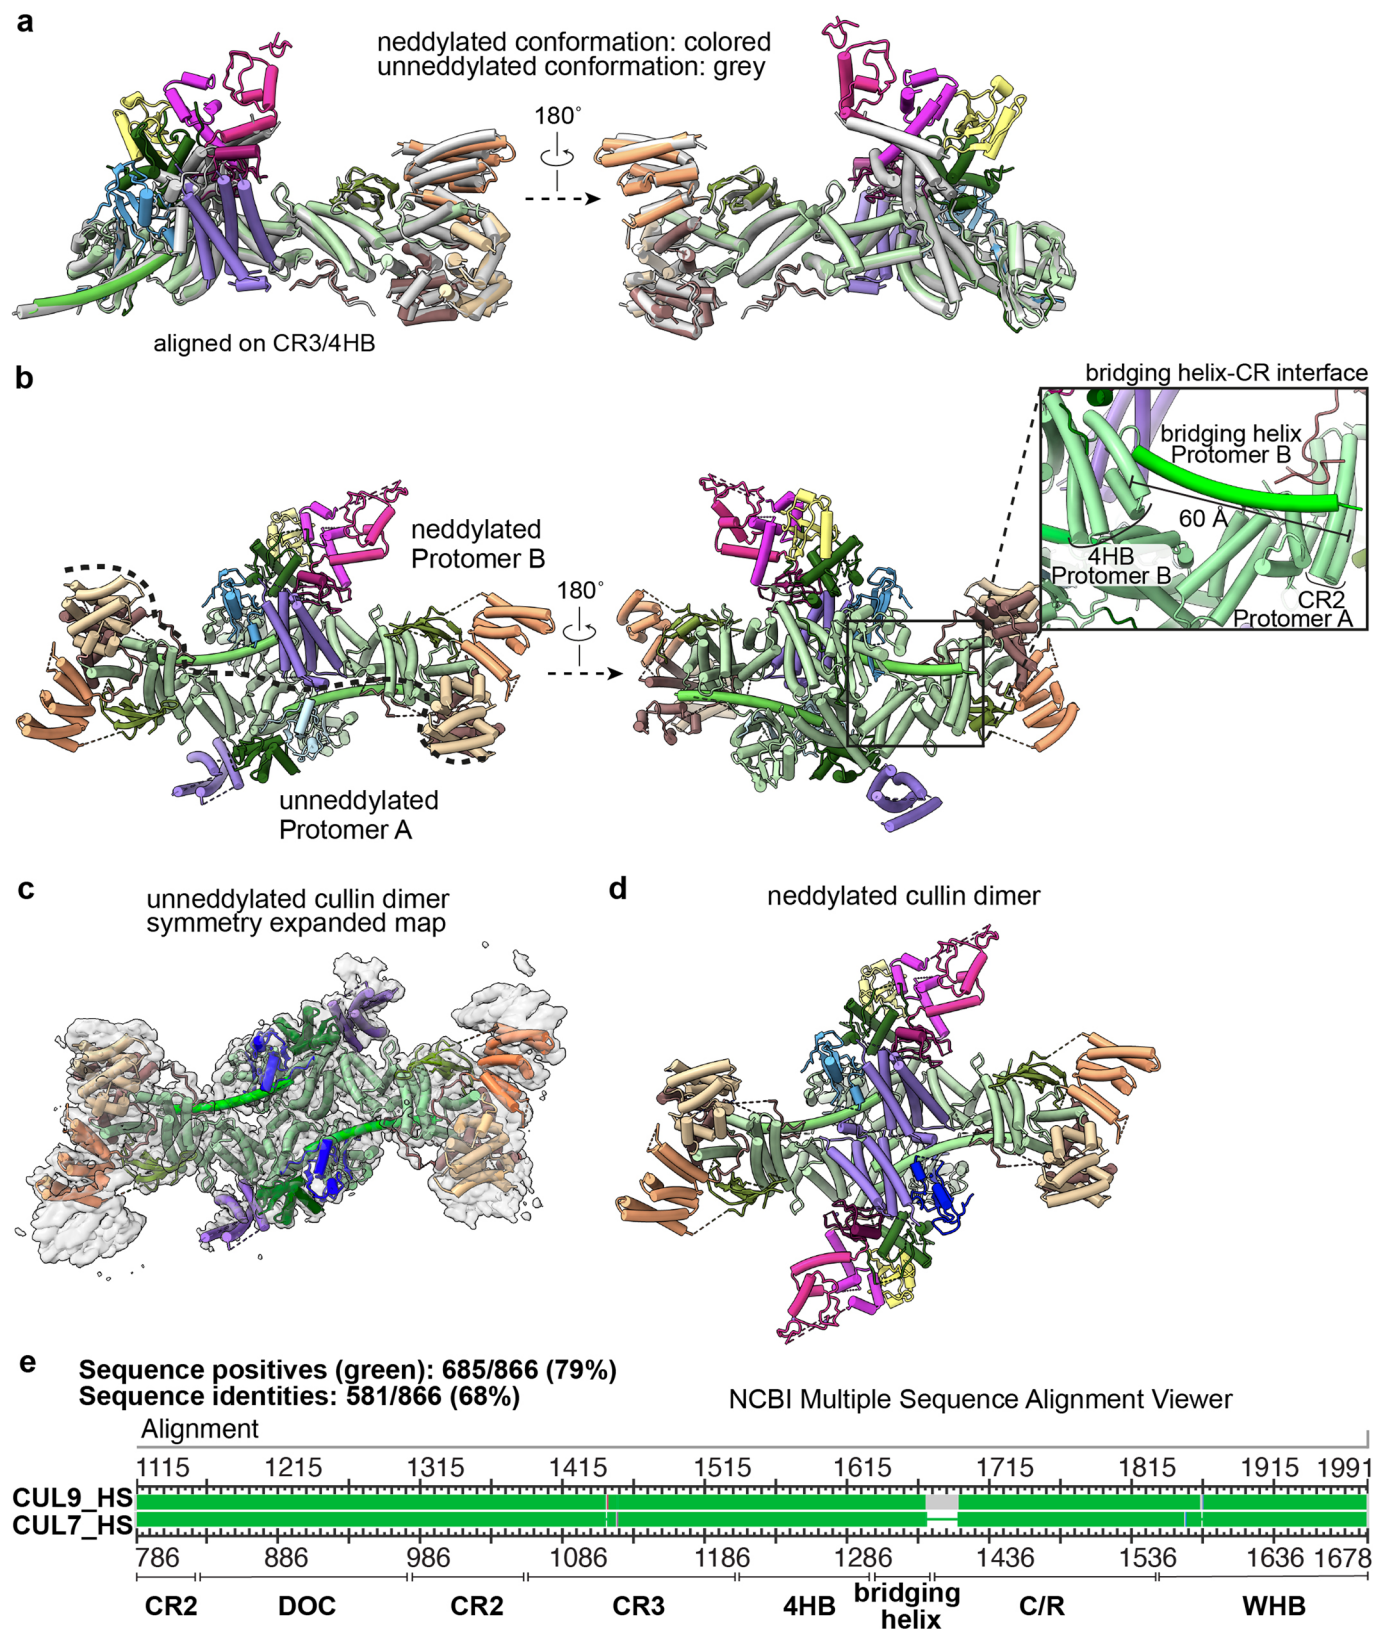 a
neddylated conformation: colored
unneddylated conformation: grey
180°
aligned on CR3/4HB
b
bridging helix-CR interface
bridging helix
Protomer B
60 Å
4HB
Protomer B
CR2
Protomer A
neddylated
Protomer B
180°
unneddylated
Protomer A
c
unneddylated cullin dimer
symmetry expanded map
d
neddylated cullin dimer
e
Sequence positives (green): 685/866 (79%)
Sequence identities: 581/866 (68%)
NCBI Multiple Sequence Alignment Viewer
Alignment
1115 1215 1315 1415 1515 1615 1715 1815 1915 1991
CUL9_HS
CUL7_HS
786 886 986 1086 1186 1286 1436 1536 1636 1678
CR2 DOC CR2 CR3 4HB bridging helix C/R WHB